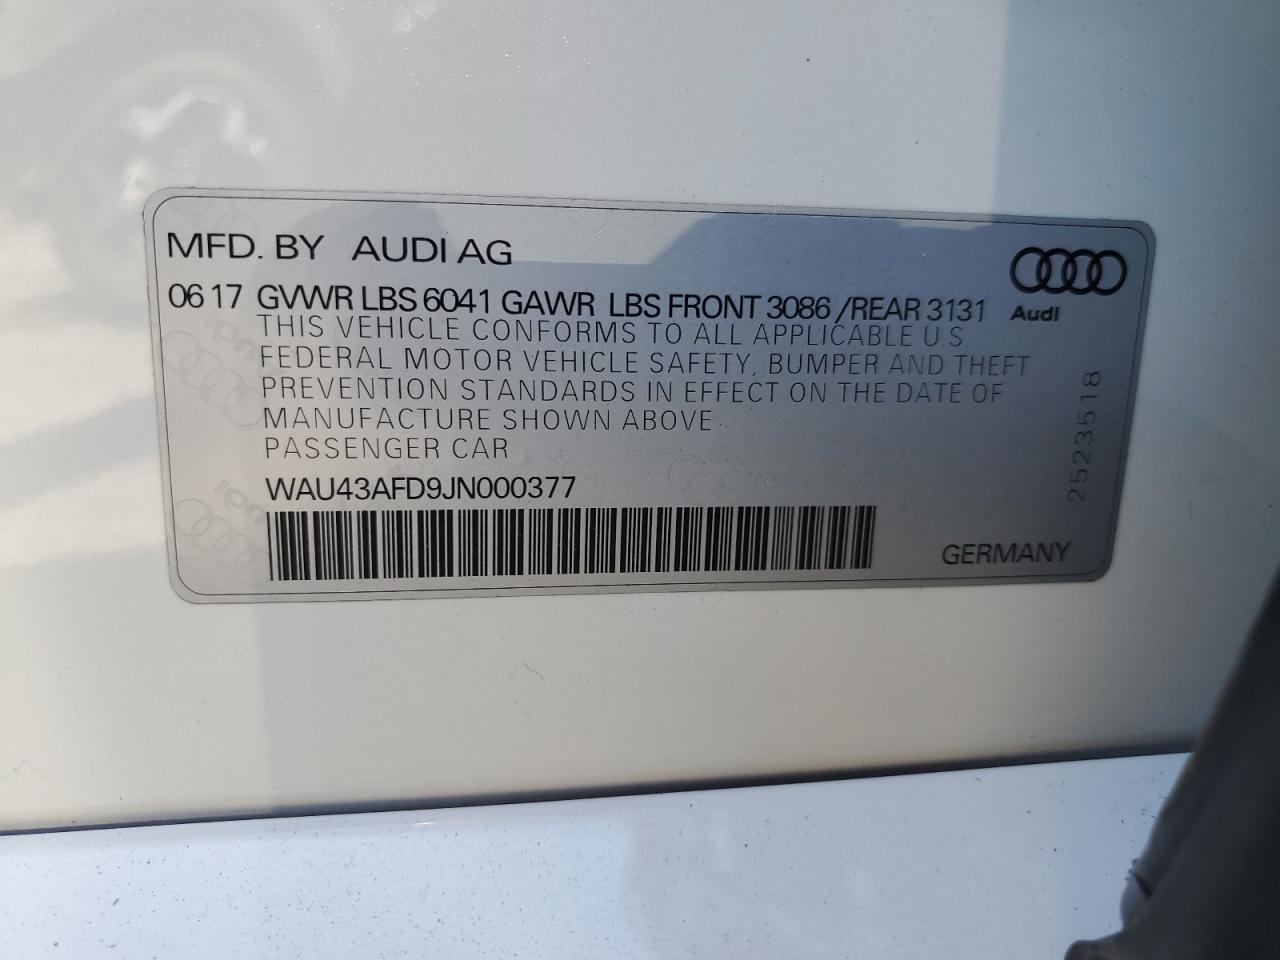 MFD. BY AUDI AG
06 17 GVWR LBS 6041 GAWR LBS FRONT 3086 /REAR 3131
Audi
THIS VEHICLE CONFORMS TO ALL APPLICABLE U.S.
FEDERAL MOTOR VEHICLE SAFETY, BUMPER AND THEFT
PREVENTION STANDARDS IN EFFECT ON THE DATE OF
MANUFACTURE SHOWN ABOVE
PASSENGER CAR
WAU43AFD9JN000377
GERMANY
2523518